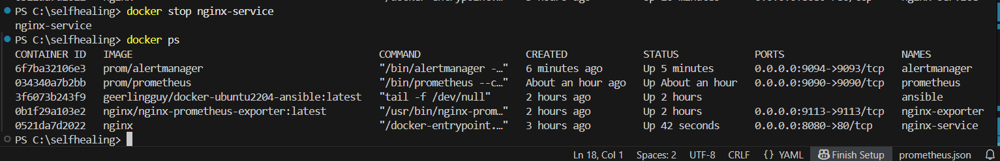 PS C:\selfhealing> docker stop nginx-service
nginx-service
PS C:\selfhealing> docker ps
CONTAINER ID   IMAGE                                      COMMAND                  CREATED             STATUS             PORTS                    NAMES
6f7ba32106e3   prom/alertmanager                          "/bin/alertmanager -…"   6 minutes ago       Up 5 minutes       0.0.0.0:9094->9093/tcp   alertmanager
034340a7b2bb   prom/prometheus                            "/bin/prometheus --c…"   About an hour ago   Up About an hour   0.0.0.0:9090->9090/tcp   prometheus
3f6073b243f9   geerlingguy/docker-ubuntu2204-ansible:latest   "tail -f /dev/null"      2 hours ago         Up 2 hours                                  ansible
0b1f29a103e2   nginx/nginx-prometheus-exporter:latest     "/usr/bin/nginx-prom…"   2 hours ago         Up 2 hours         0.0.0.0:9113->9113/tcp   nginx-exporter
0521da7d2022   nginx                                      "/docker-entrypoint.…"   3 hours ago         Up 42 seconds      0.0.0.0:8080->80/tcp     nginx-service
PS C:\selfhealing>
Ln 18, Col 1   Spaces: 2   UTF-8   CRLF   {} YAML   Finish Setup   prometheus.json